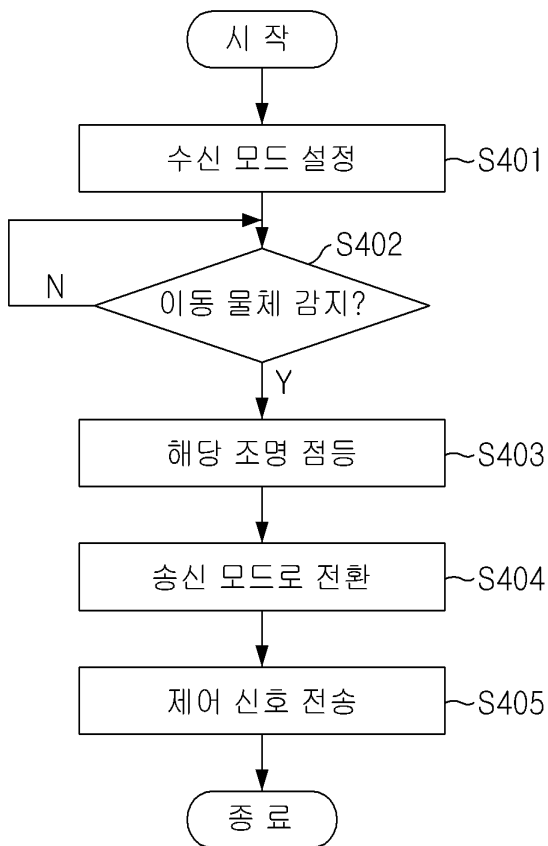 시 작
수신 모드 설정
S401
S402
N
이동 물체 감지?
Y
해당 조명 점등
S403
송신 모드로 전환
S404
제어 신호 전송
S405
종 료